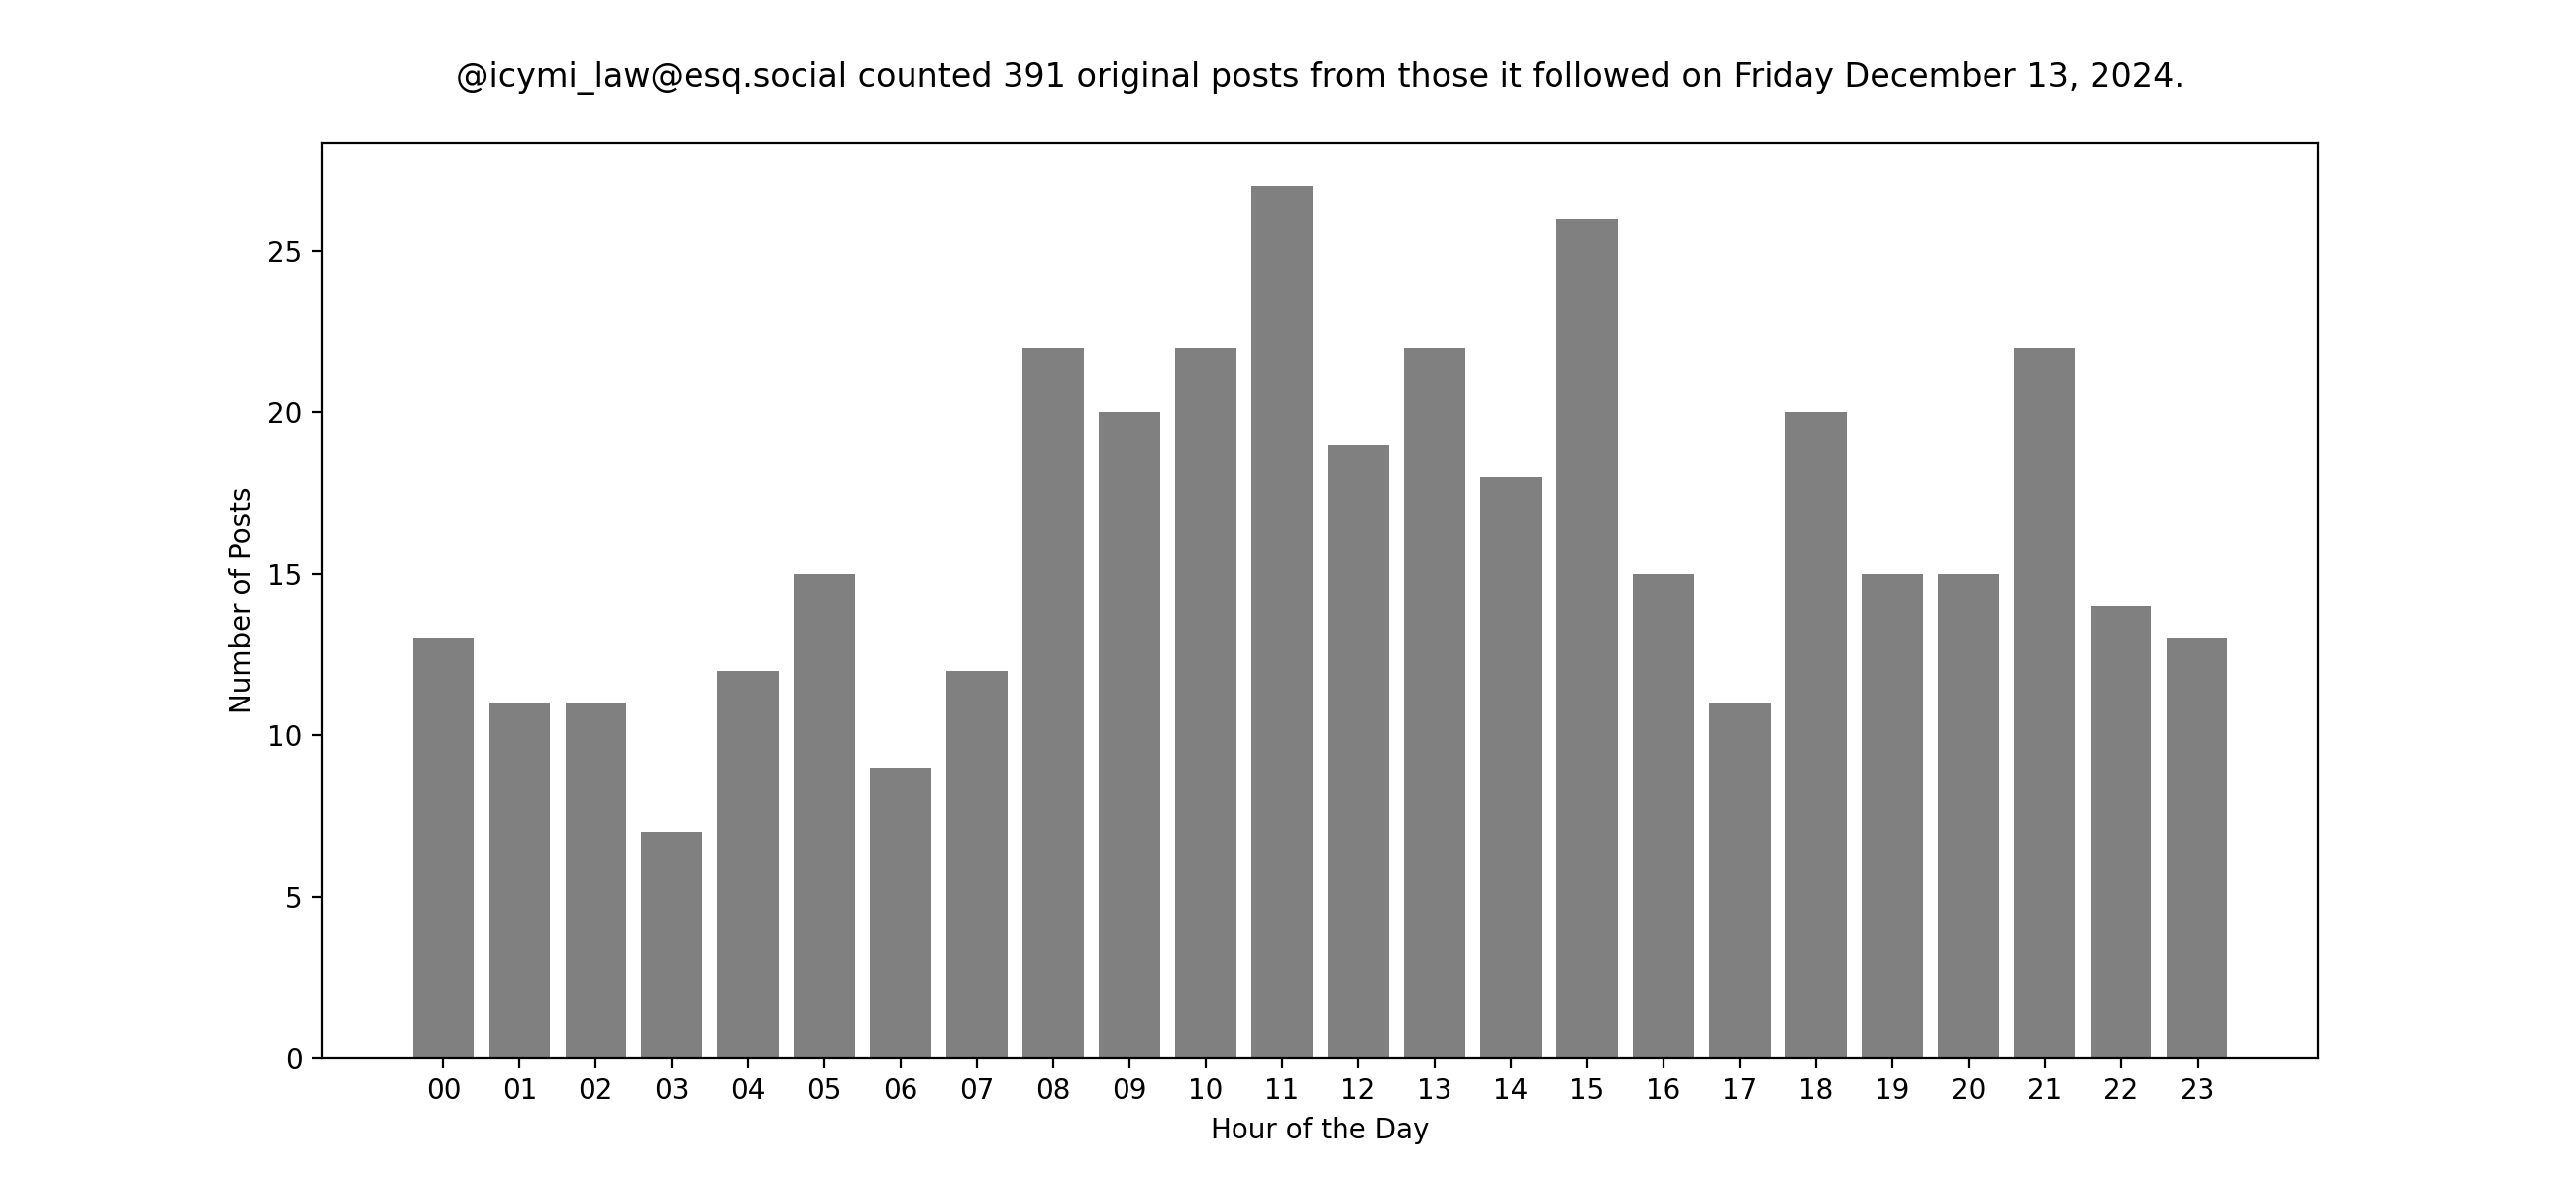 @icymi_law@esq.social counted 391 original posts from those it followed on Friday December 13, 2024.
Number of Posts
25
20
15
10
5
0
00 01 02 03 04 05 06 07 08 09 10 11 12 13 14 15 16 17 18 19 20 21 22 23
Hour of the Day